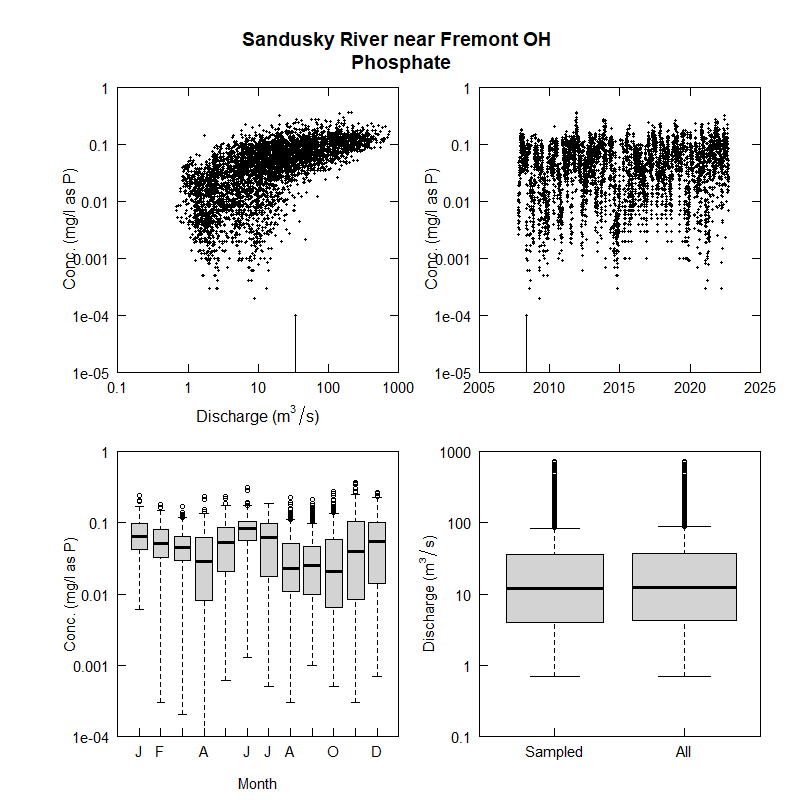 Sandusky River near Fremont OH
Phosphate
1
0.1
0.01
0.001
1e-04
1e-05
Conc. (mg/l as P)
0.1 1 10 100 1000
Discharge (m³/s)
1
0.1
0.01
0.001
1e-04
1e-05
Conc. (mg/l as P)
2005 2010 2015 2020 2025
1
0.1
0.01
0.001
1e-04
Conc. (mg/l as P)
J F A J J A O D
Month
1000
100
10
1
0.1
Discharge (m³/s)
Sampled All